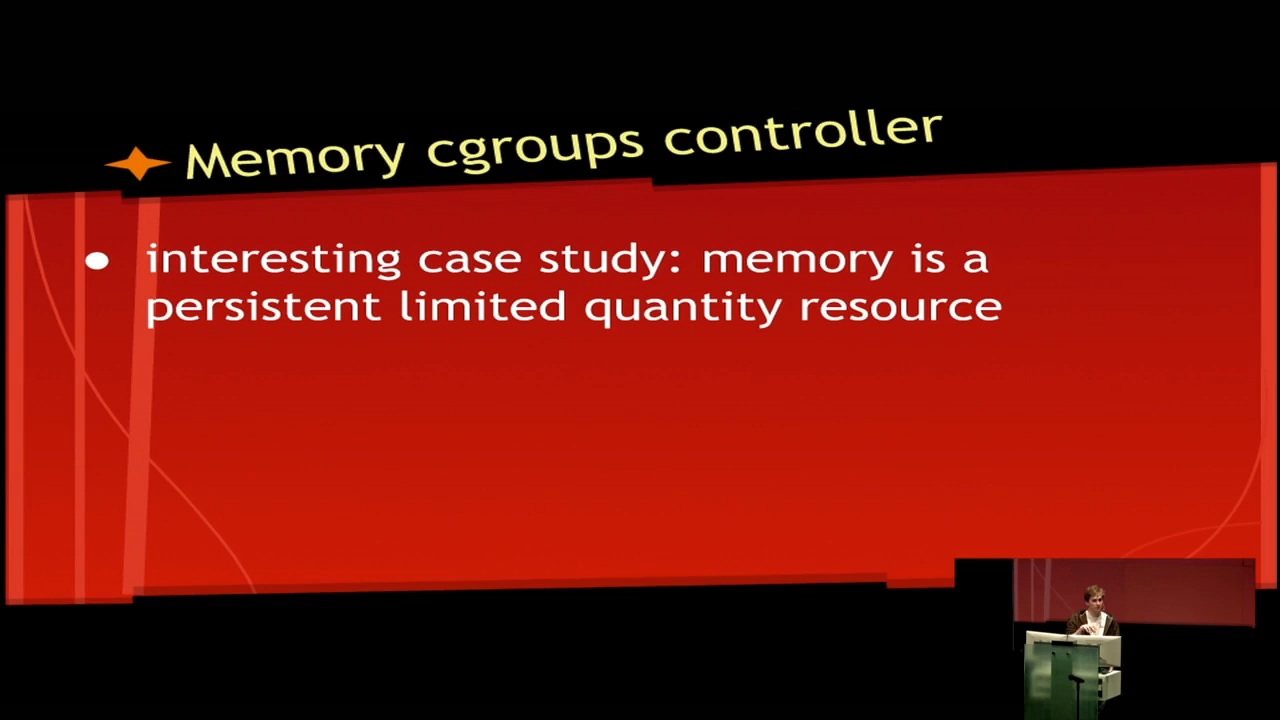 Memory cgroups controller
interesting case study: memory is a
persistent limited quantity resource